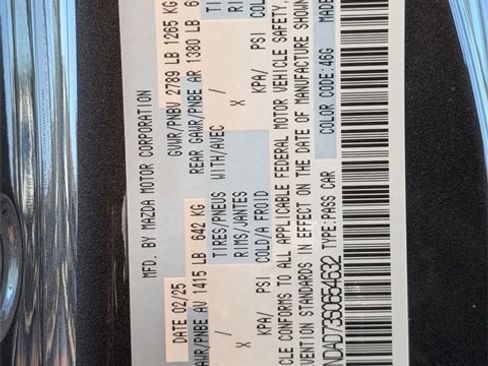 MFD. BY MAZDA MOTOR CORPORATION
DATE 02/25 GVWR/PNBV 2789 LB 1265 KG
GAWR/PNBE AV 1415 LB 642 KG REAR GAWR/PNBE AR 1380 LB
TIRES/PNEUS WITH/AVEC
/ /
RIMS/JANTES
X X
KPA/ PSI COLD/A FROID KPA/ PSI COL
CLE CONFORMS TO ALL APPLICABLE FEDERAL MOTOR VEHICLE SAFETY,
VENTION STANDARDS IN EFFECT ON THE DATE OF MANUFACTURE SHOWN
NDAD73S0654632 TYPE:PASS CAR COLOR CODE:46G MADE